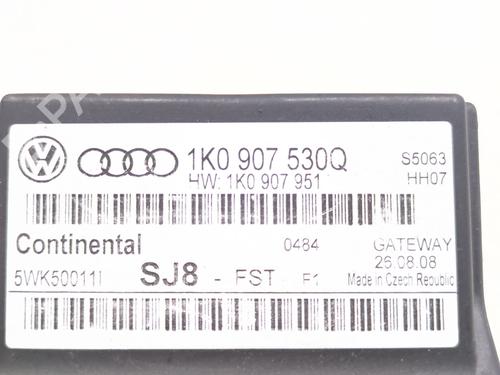 1K0 907 530Q
HW: 1K0 907 951
S5063
HH07
Continental
0484
GATEWAY
5WK50011I
SJ8 - FST - F1
26.08.08
Made in Czech Republic